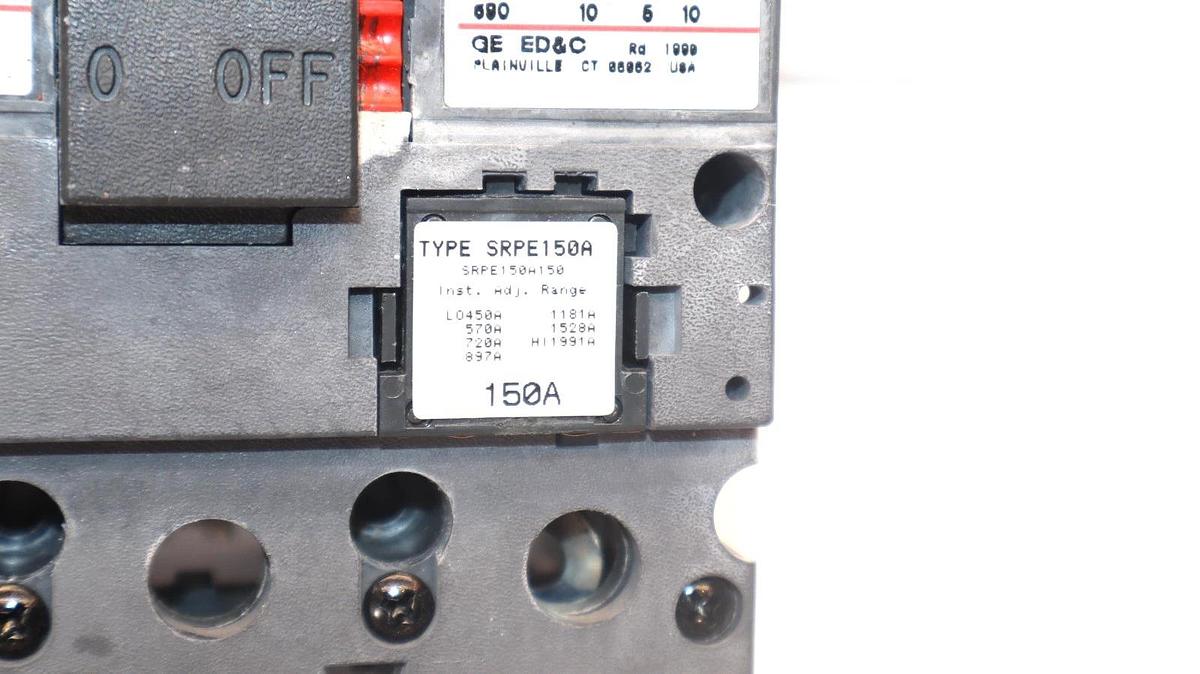 690 10 5 10
GE ED&C Rd 1999
PLAINVILLE CT 06062 USA
O OFF
TYPE SRPE150A
SRPE150A150
Inst. Adj. Range
LO450A 1181A
570A 1528A
720A HI1991A
897A
150A